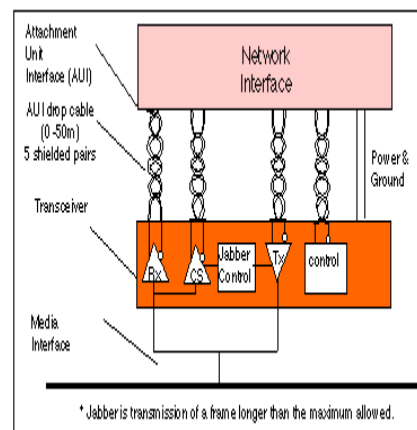 Attachment
Unit
Interface (AUI)
Network
Interface
AUI drop cable
(0-50m)
5 shielded pairs
Power &
Ground
Transceiver
Rx
CS
Jabber
Control
Tx
control
Media
Interface
* Jabber is transmission of a frame longer than the maximum allowed.